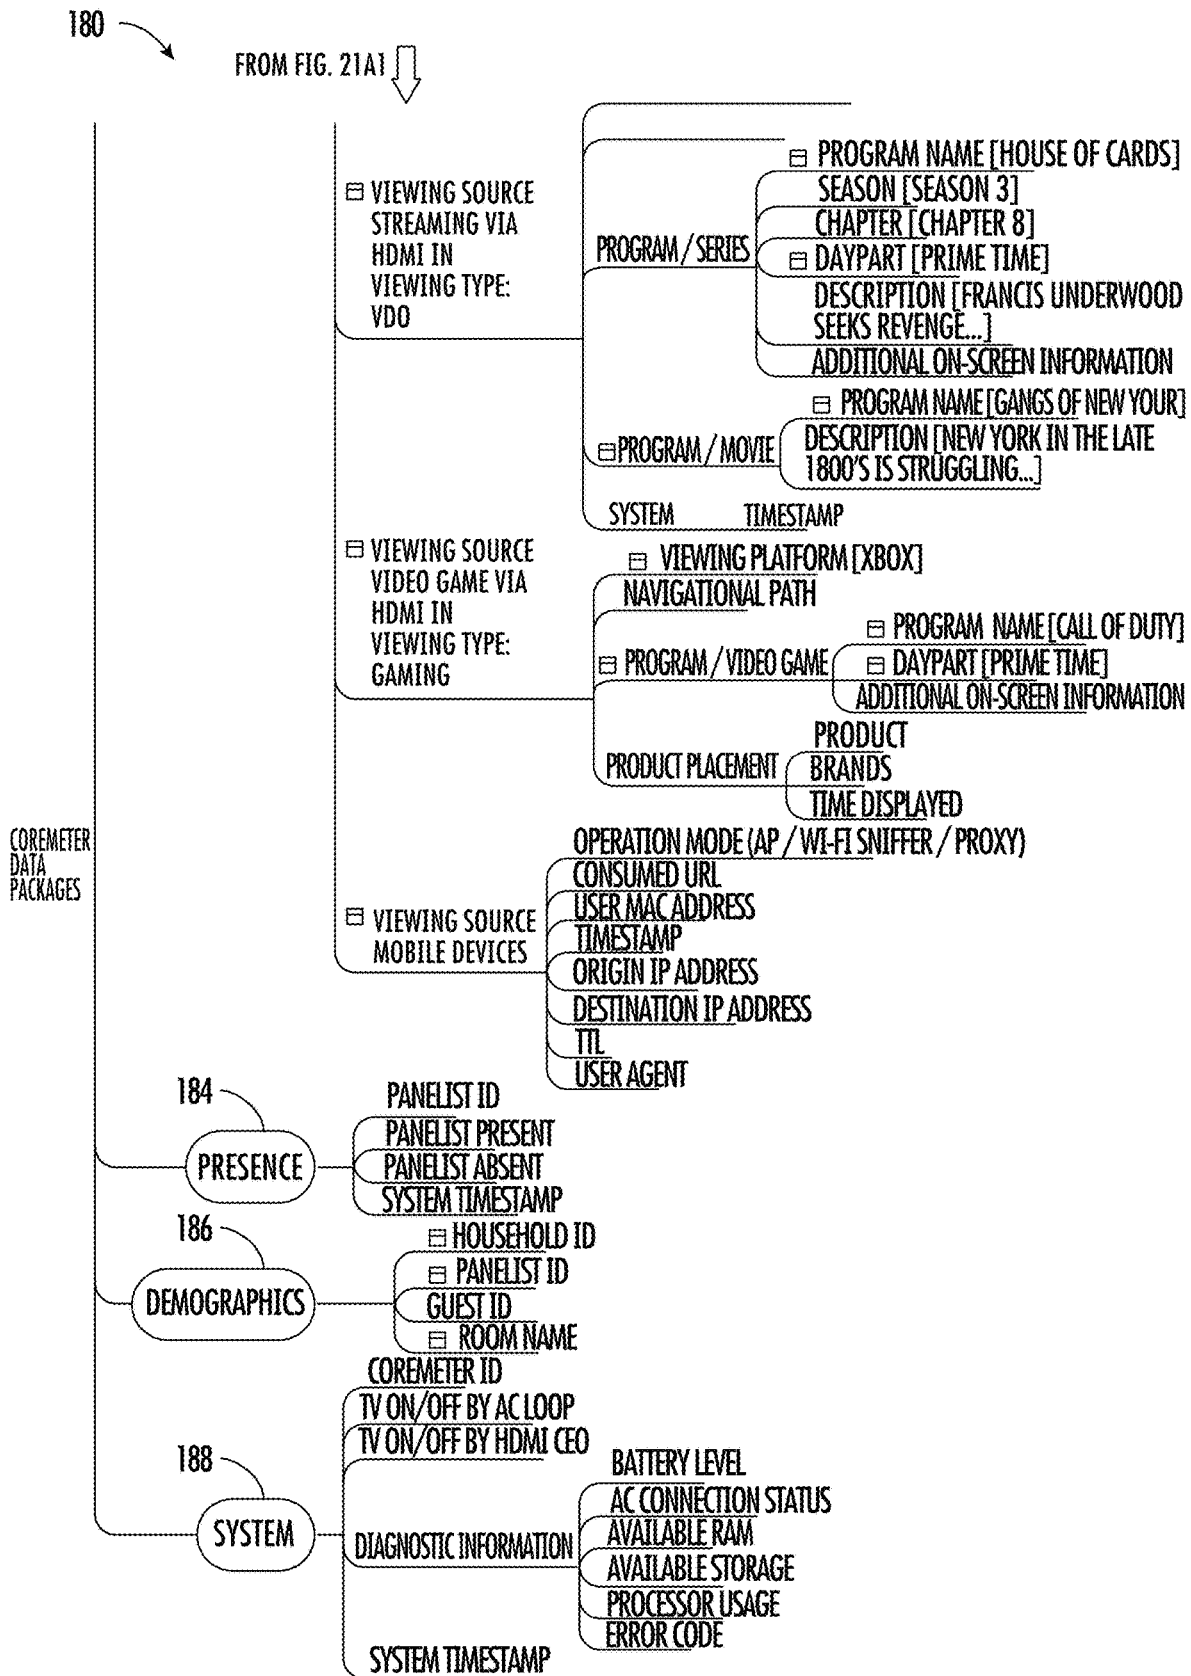 180
FROM FIG. 21A1
VIEWING SOURCE
STREAMING VIA
HDMI IN
VIEWING TYPE:
VDO
PROGRAM / SERIES
PROGRAM NAME [HOUSE OF CARDS]
SEASON [SEASON 3]
CHAPTER [CHAPTER 8]
DAYPART [PRIME TIME]
DESCRIPTION [FRANCIS UNDERWOOD
SEEKS REVENGE...]
ADDITIONAL ON-SCREEN INFORMATION
PROGRAM / MOVIE
PROGRAM NAME [GANGS OF NEW YOUR]
DESCRIPTION [NEW YORK IN THE LATE
1800'S IS STRUGGLING...]
SYSTEM TIMESTAMP
VIEWING SOURCE
VIDEO GAME VIA
HDMI IN
VIEWING TYPE:
GAMING
VIEWING PLATFORM [XBOX]
NAVIGATIONAL PATH
PROGRAM / VIDEO GAME
PROGRAM NAME [CALL OF DUTY]
DAYPART [PRIME TIME]
ADDITIONAL ON-SCREEN INFORMATION
PRODUCT PLACEMENT
PRODUCT
BRANDS
TIME DISPLAYED
COREMETER
DATA
PACKAGES
VIEWING SOURCE
MOBILE DEVICES
OPERATION MODE (AP / WI-FI SNIFFER / PROXY)
CONSUMED URL
USER MAC ADDRESS
TIMESTAMP
ORIGIN IP ADDRESS
DESTINATION IP ADDRESS
TTL
USER AGENT
184
PRESENCE
PANELIST ID
PANELIST PRESENT
PANELIST ABSENT
SYSTEM TIMESTAMP
186
DEMOGRAPHICS
HOUSEHOLD ID
PANELIST ID
GUEST ID
ROOM NAME
188
SYSTEM
COREMETER ID
TV ON/OFF BY AC LOOP
TV ON/OFF BY HDMI CEO
DIAGNOSTIC INFORMATION
BATTERY LEVEL
AC CONNECTION STATUS
AVAILABLE RAM
AVAILABLE STORAGE
PROCESSOR USAGE
ERROR CODE
SYSTEM TIMESTAMP